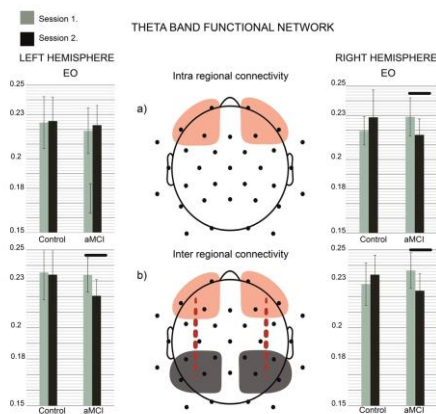 Session 1.
Session 2.
THETA BAND FUNCTIONAL NETWORK
LEFT HEMISPHERE
EO
RIGHT HEMISPHERE
EO
Intra regional connectivity
a)
0.25
0.23
0.2
0.18
0.15
Control aMCI
0.25
0.23
0.2
0.18
0.15
Control aMCI
Inter regional connectivity
b)
0.25
0.23
0.2
0.18
0.15
Control aMCI
0.25
0.23
0.2
0.18
0.15
Control aMCI